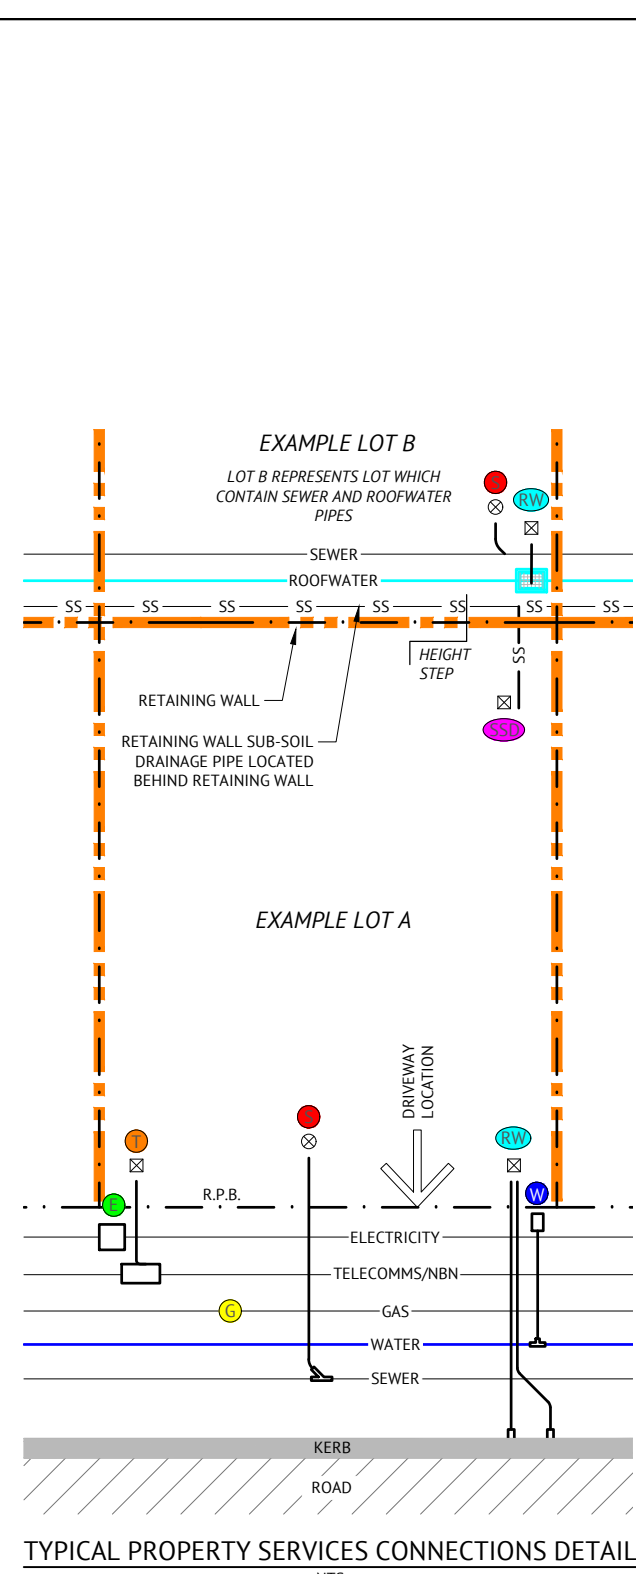 EXAMPLE LOT B
LOT B REPRESENTS LOT WHICH
CONTAIN SEWER AND ROOFWATER
PIPES
S
RW
SEWER
ROOFWATER
SS SS SS SS SS SS SS SS
HEIGHT
STEP
SS
RETAINING WALL
SSD
RETAINING WALL SUB-SOIL
DRAINAGE PIPE LOCATED
BEHIND RETAINING WALL
EXAMPLE LOT A
DRIVEWAY
LOCATION
S
T
RW
E
R.P.B.
W
ELECTRICITY
TELECOMMS/NBN
G
GAS
WATER
SEWER
KERB
ROAD
TYPICAL PROPERTY SERVICES CONNECTIONS DETAIL